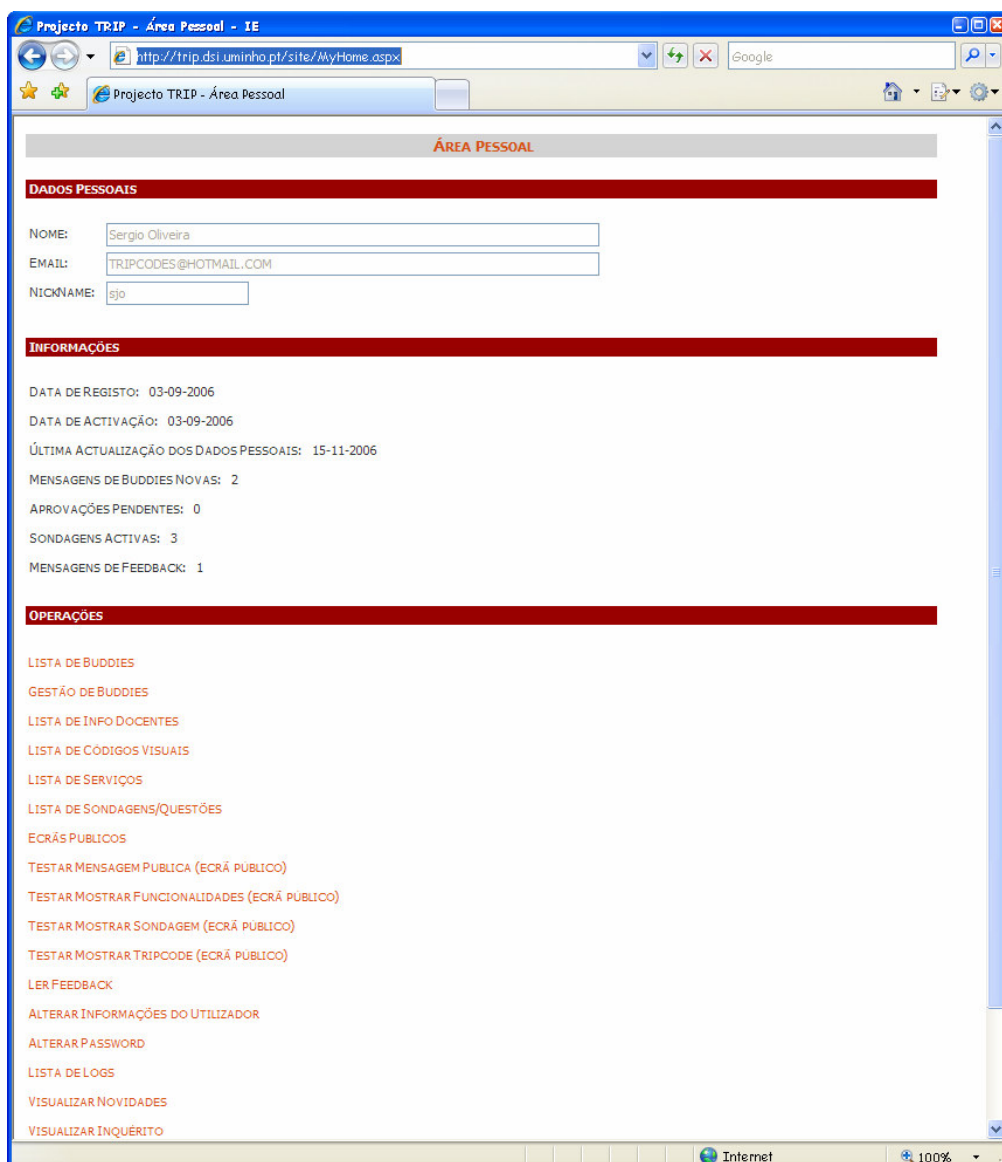 Projecto TRIP - Área Pessoal - IE
http://trip.dsi.uminho.pt/site/MyHome.aspx
Google
Projecto TRIP - Área Pessoal
ÁREA PESSOAL
DADOS PESSOAIS
NOME: Sergio Oliveira
EMAIL: TRIPCODES@HOTMAIL.COM
NICKNAME: sjo
INFORMAÇÕES
DATA DE REGISTO: 03-09-2006
DATA DE ACTIVAÇÃO: 03-09-2006
ÚLTIMA ACTUALIZAÇÃO DOS DADOS PESSOAIS: 15-11-2006
MENSAGENS DE BUDDIES NOVAS: 2
APROVAÇÕES PENDENTES: 0
SONDAGENS ACTIVAS: 3
MENSAGENS DE FEEDBACK: 1
OPERAÇÕES
LISTA DE BUDDIES
GESTÃO DE BUDDIES
LISTA DE INFO DOCENTES
LISTA DE CÓDIGOS VISUAIS
LISTA DE SERVIÇOS
LISTA DE SONDAGENS/QUESTÕES
ECRÃS PUBLICOS
TESTAR MENSAGEM PUBLICA (ECRÃ PÚBLICO)
TESTAR MOSTRAR FUNCIONALIDADES (ECRÃ PÚBLICO)
TESTAR MOSTRAR SONDAGEM (ECRÃ PÚBLICO)
TESTAR MOSTRAR TRIPCODE (ECRÃ PÚBLICO)
LER FEEDBACK
ALTERAR INFORMAÇÕES DO UTILIZADOR
ALTERAR PASSWORD
LISTA DE LOGS
VISUALIZAR NOVIDADES
VISUALIZAR INQUÉRITO
Internet 100%